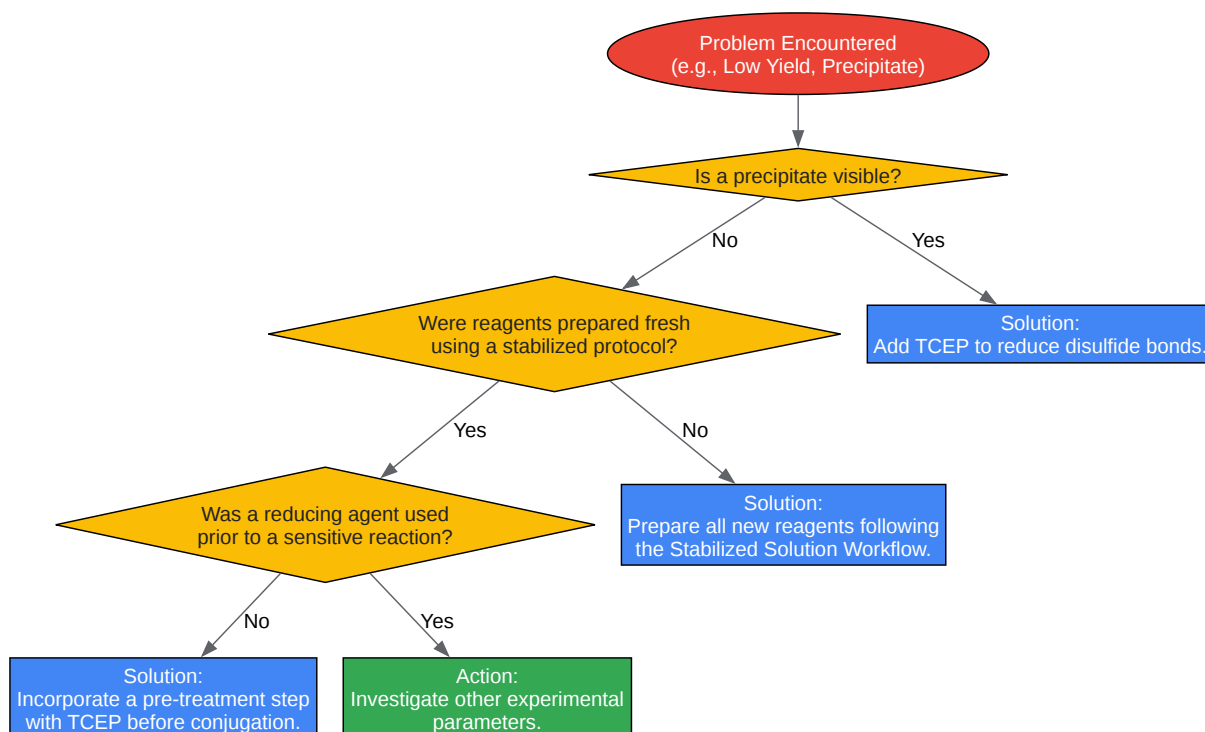 Problem Encountered
(e.g., Low Yield, Precipitate)
Is a precipitate visible?
No
Yes
Were reagents prepared fresh
using a stabilized protocol?
Solution:
Add TCEP to reduce disulfide bonds.
Yes
No
Was a reducing agent used
prior to a sensitive reaction?
Solution:
Prepare all new reagents following
the Stabilized Solution Workflow.
No
Yes
Solution:
Incorporate a pre-treatment step
with TCEP before conjugation.
Action:
Investigate other experimental
parameters.